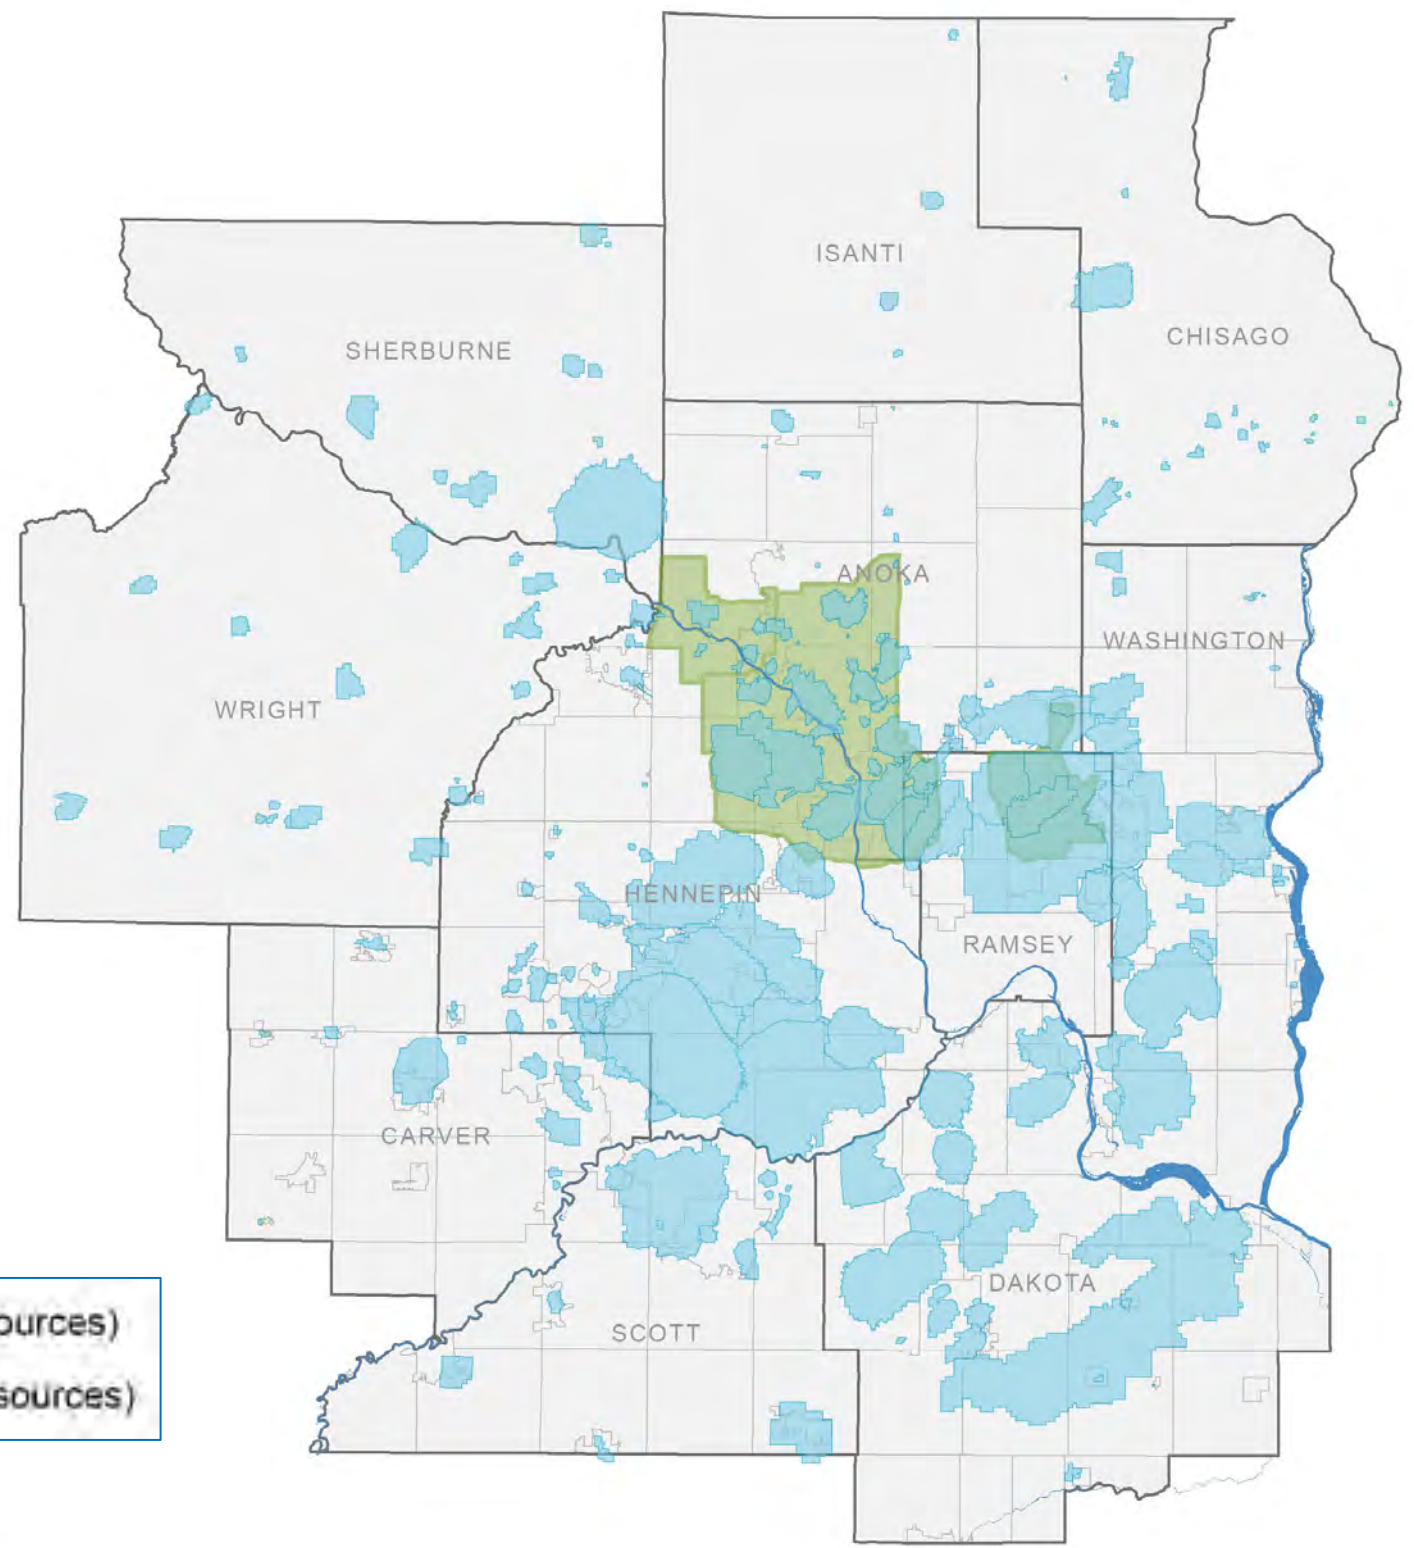 ISANTI
CHISAGO
SHERBURNE
ANOKA
WASHINGTON
WRIGHT
HENNEPIN
RAMSEY
CARVER
DAKOTA
SCOTT
ources)
sources)